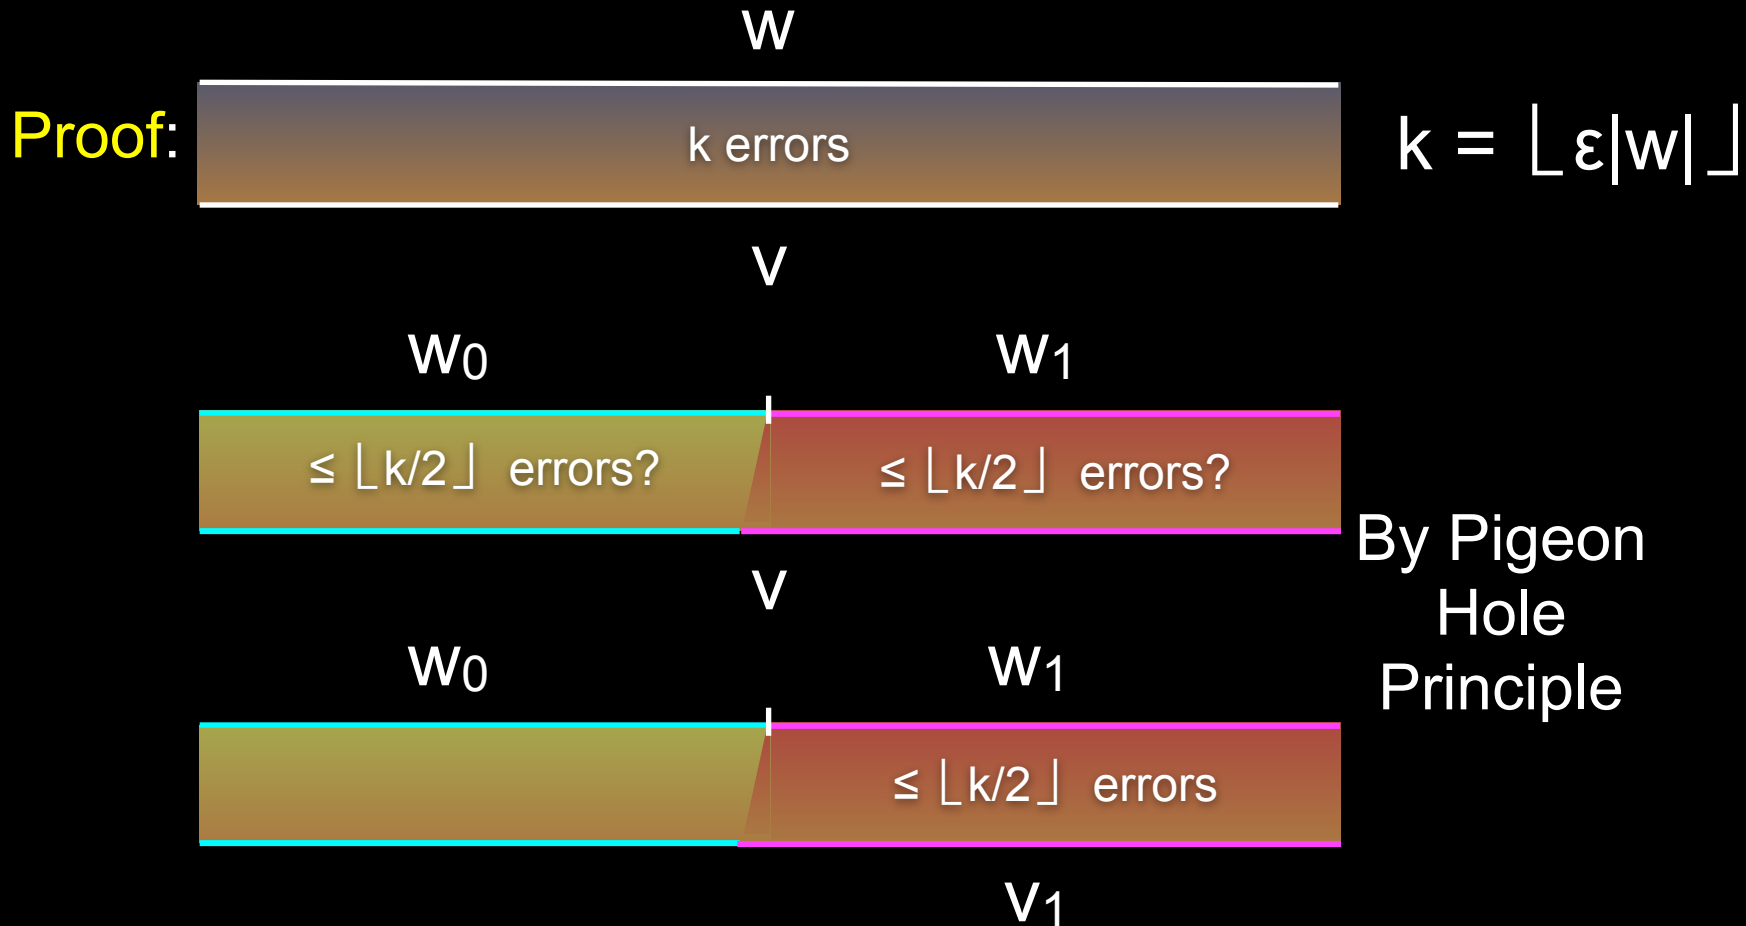 w
Proof:
k errors
k = ⌊ε|w|⌋
v
w₀
w₁
≤ ⌊k/2⌋ errors?
≤ ⌊k/2⌋ errors?
By Pigeon
Hole
Principle
v
w₀
w₁
≤ ⌊k/2⌋ errors
v₁